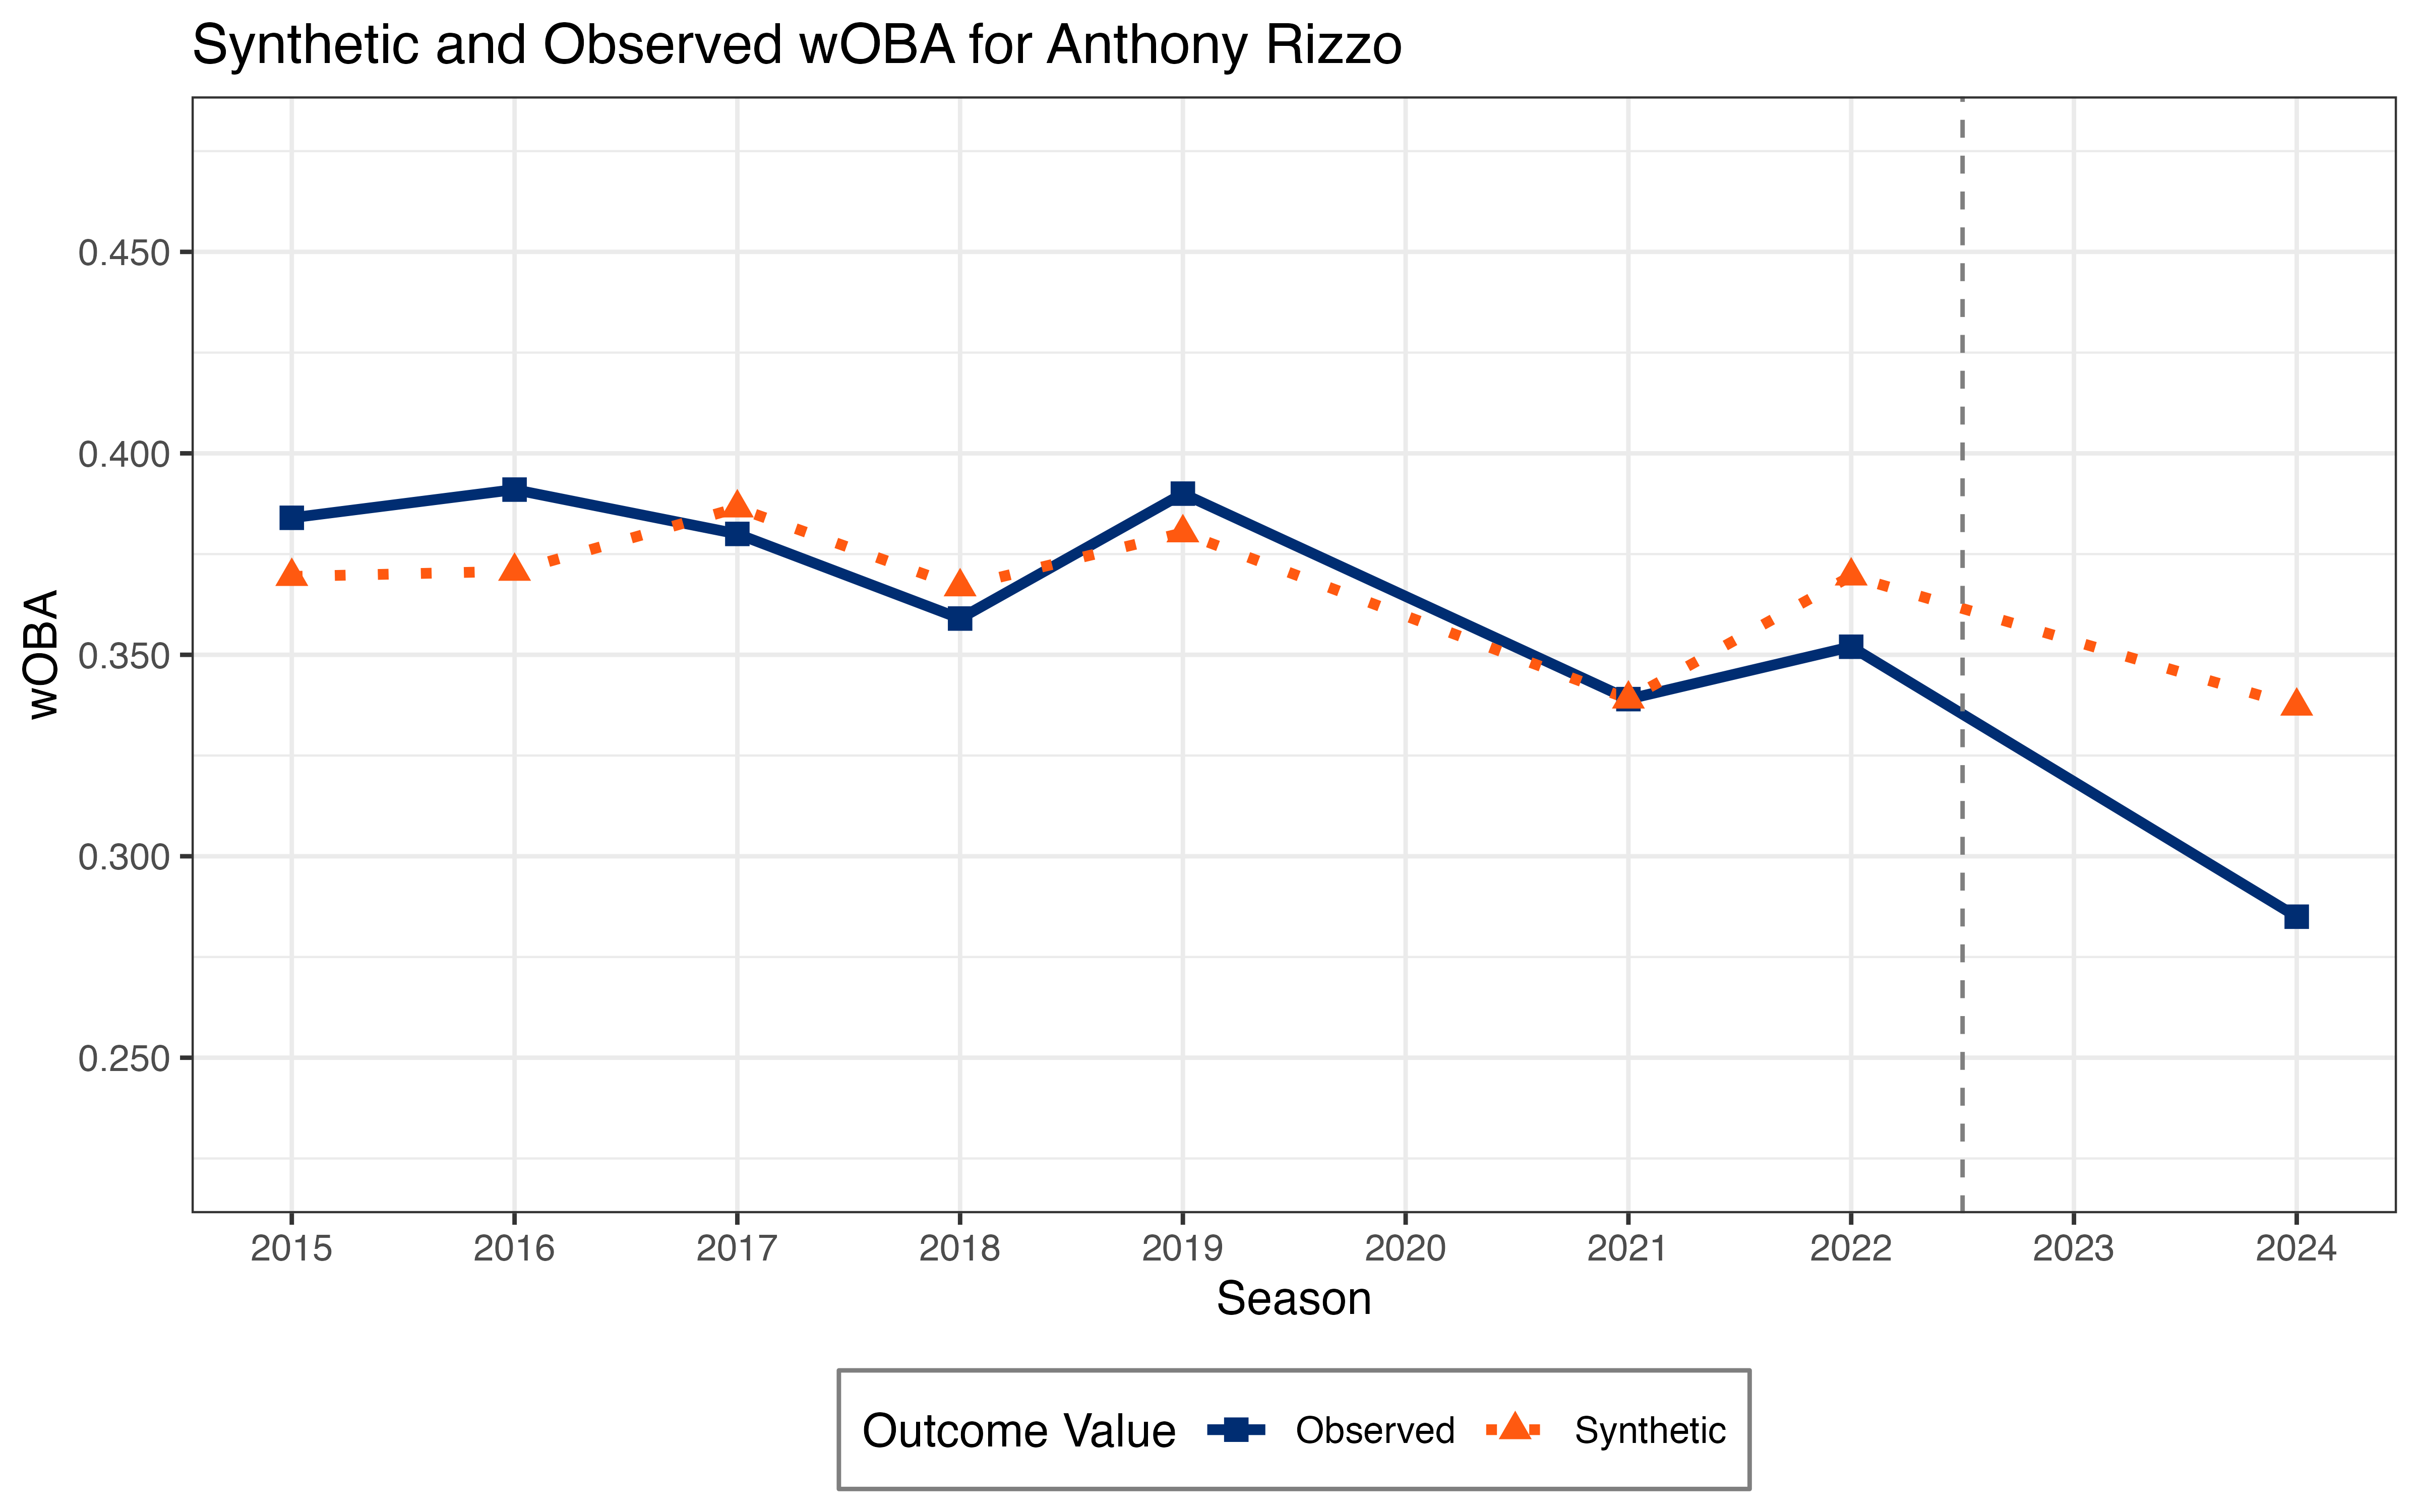 Synthetic and Observed wOBA for Anthony Rizzo
wOBA
0.450
0.400
0.350
0.300
0.250
2015 2016 2017 2018 2019 2020 2021 2022 2023 2024
Season
Outcome Value Observed Synthetic